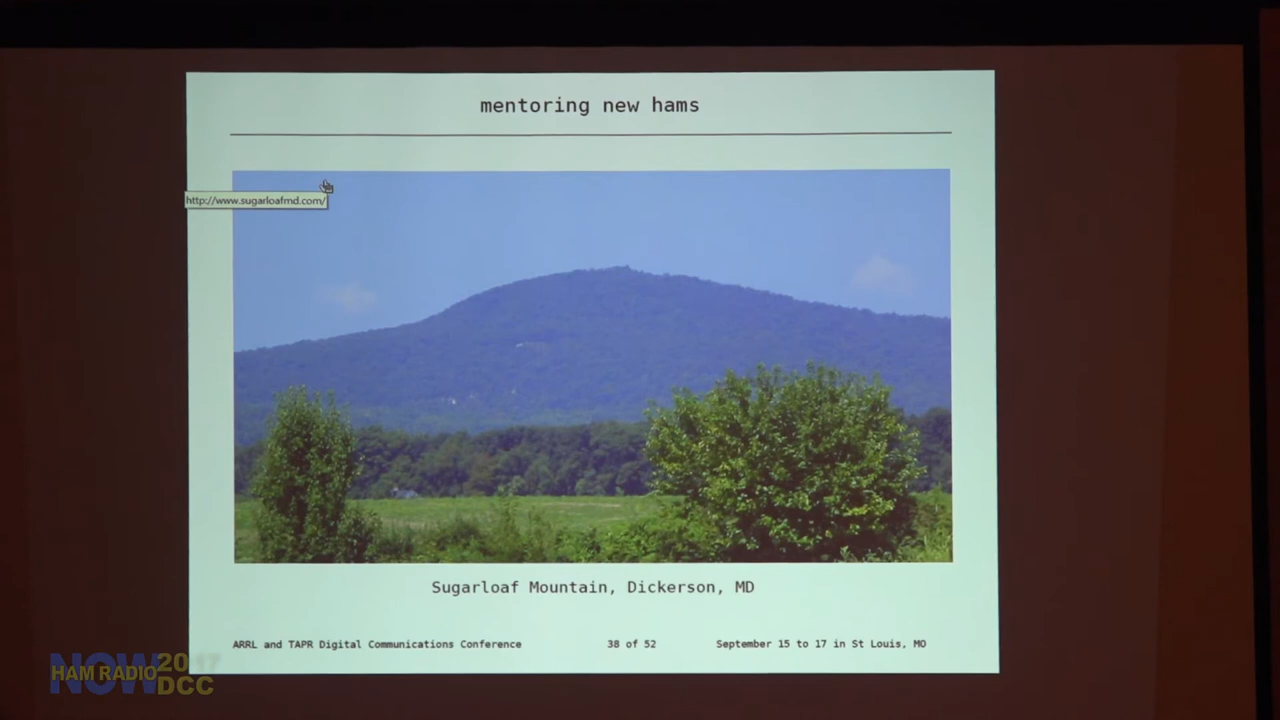 mentoring new hams
http://www.sugarloafmd.com/
Sugarloaf Mountain, Dickerson, MD
ARRL and TAPR Digital Communications Conference
38 of 52
September 15 to 17 in St Louis, MO
HAM RADIO
NOW
2017
DCC